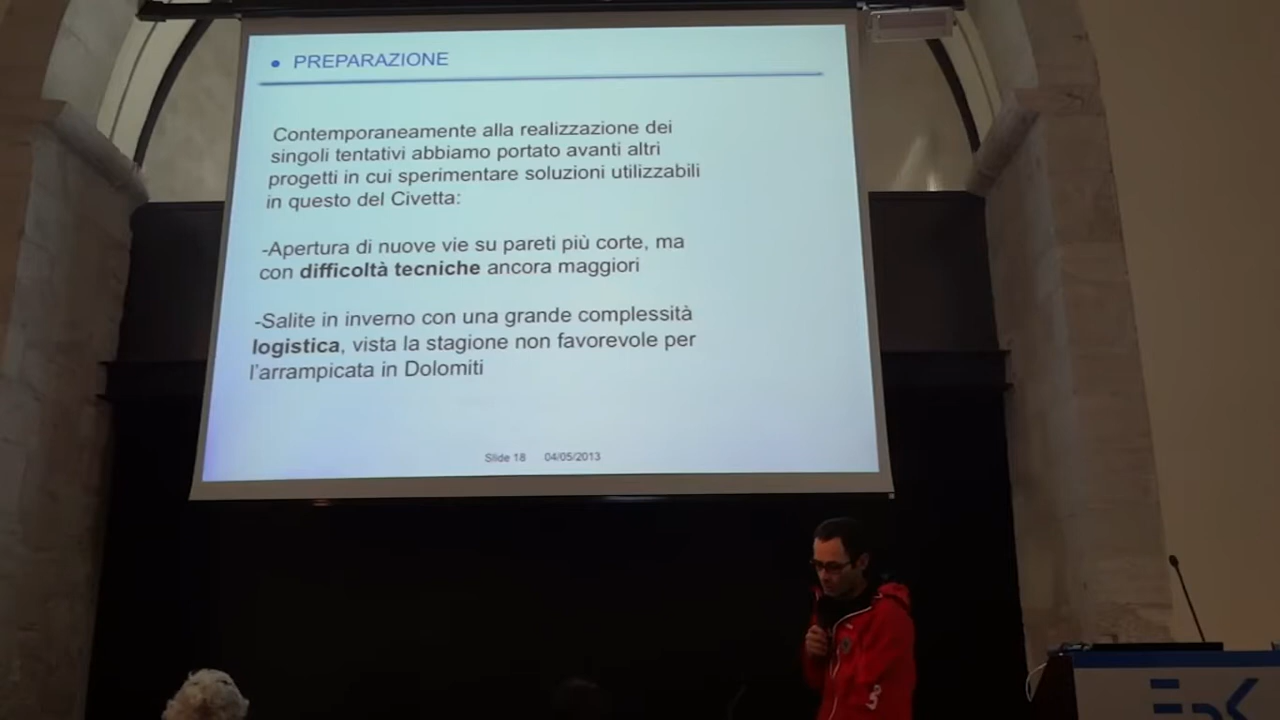 • PREPARAZIONE
Contemporaneamente alla realizzazione dei
singoli tentativi abbiamo portato avanti altri
progetti in cui sperimentare soluzioni utilizzabili
in questo del Civetta:
-Apertura di nuove vie su pareti più corte, ma
con difficoltà tecniche ancora maggiori
-Salite in inverno con una grande complessità
logistica, vista la stagione non favorevole per
l'arrampicata in Dolomiti
Slide 18 04/05/2013